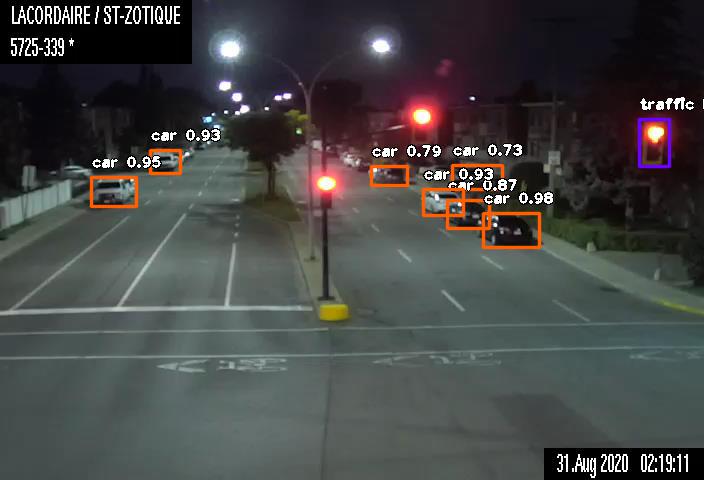 LACORDAIRE / ST-ZOTIQUE
5725-339 *
traffic
car 0.93
car 0.95
car 0.79
car 0.73
car 0.93
car 0.87
car 0.98
31.Aug 2020 02:19:11